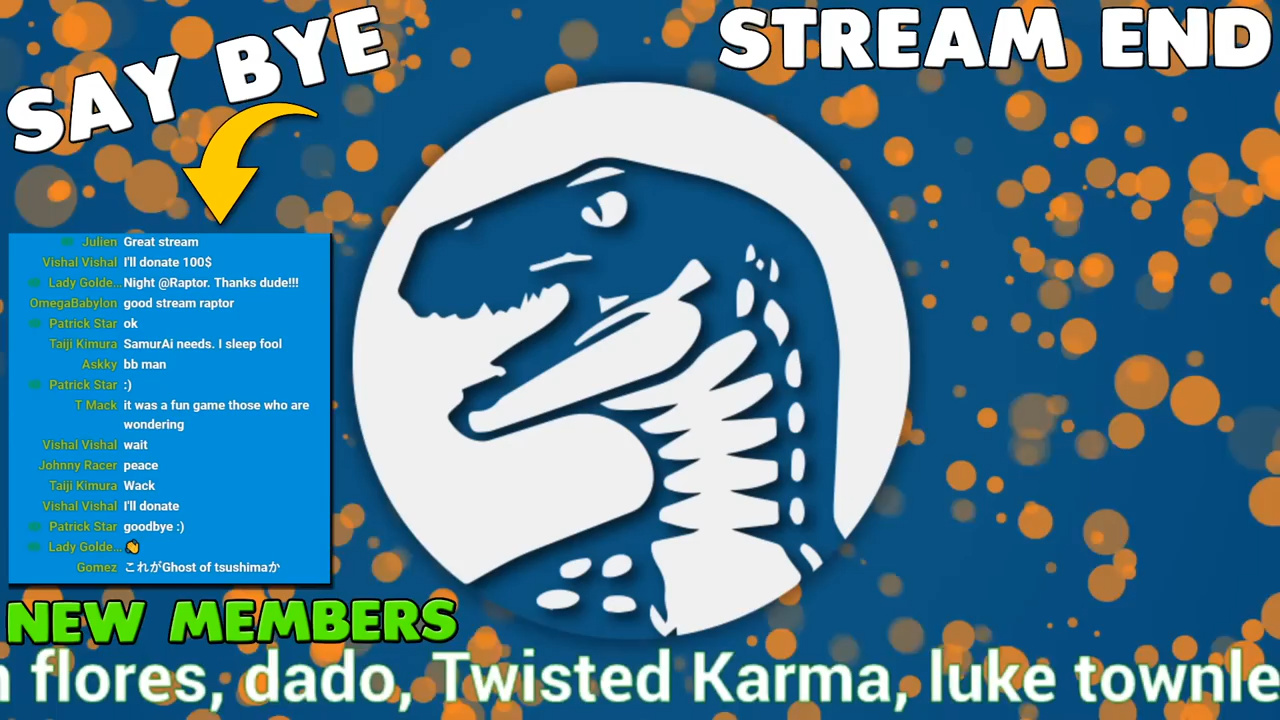 SAY BYE
STREAM END
Julien Great stream
Vishal Vishal I'll donate 100$
Lady Golde... Night @Raptor. Thanks dude!!!
OmegaBabylon good stream raptor
Patrick Star ok
Taiji Kimura SamurAi needs. I sleep fool
Askky bb man
Patrick Star :)
T Mack it was a fun game those who are
wondering
Vishal Vishal wait
Johnny Racer peace
Taiji Kimura Wack
Vishal Vishal I'll donate
Patrick Star goodbye :)
Lady Golde...
Gomez これがGhost of tsushimaか
NEW MEMBERS
flores, dado, Twisted Karma, luke townle